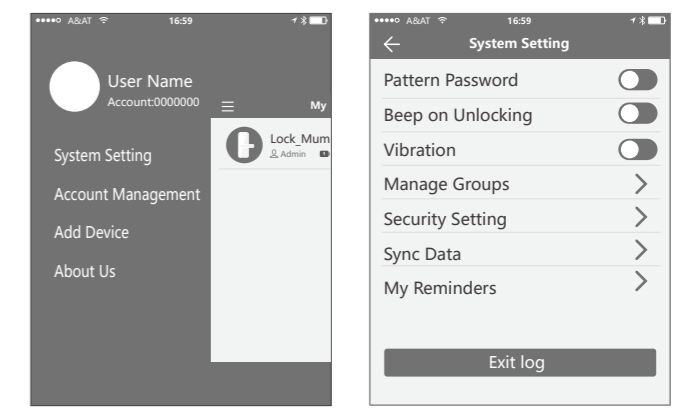 A&AT 16:59
User Name
Account:0000000
My
Lock_Mum
Admin
System Setting
Account Management
Add Device
About Us
A&AT 16:59
System Setting
Pattern Password
Beep on Unlocking
Vibration
Manage Groups
Security Setting
Sync Data
My Reminders
Exit log